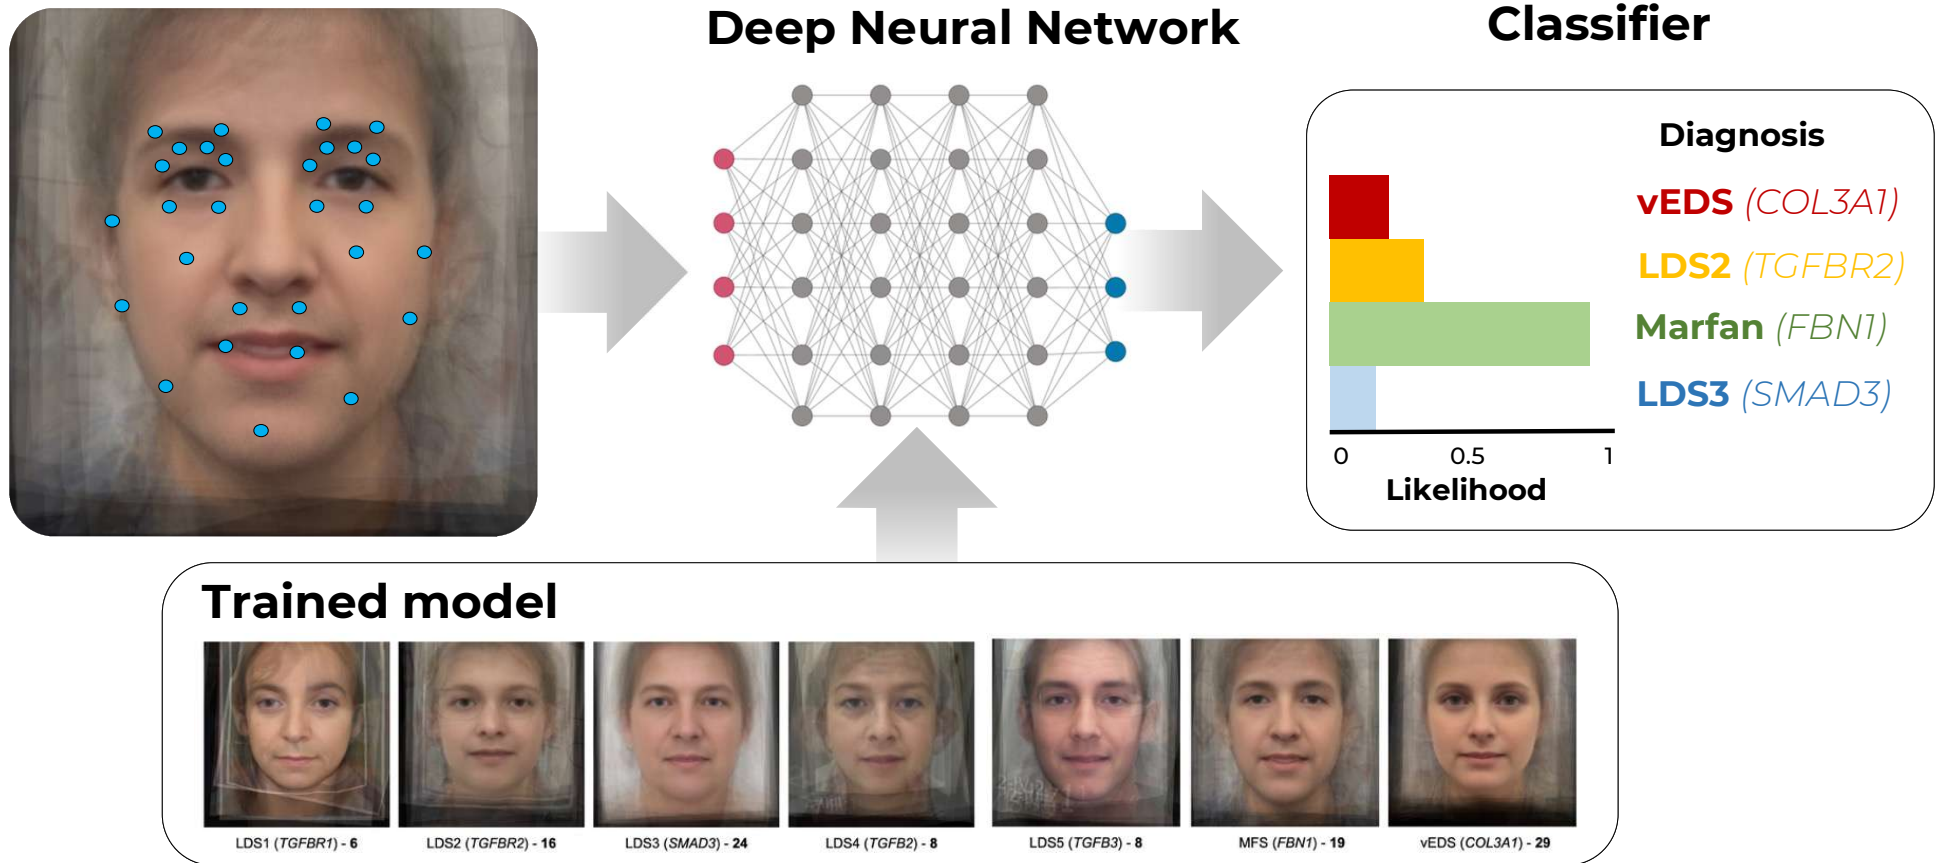 Deep Neural Network
Classifier
Diagnosis
vEDS (COL3A1)
LDS2 (TGFBR2)
Marfan (FBN1)
LDS3 (SMAD3)
0 0.5 1
Likelihood
Trained model
LDS1 (TGFBR1) - 6
LDS2 (TGFBR2) - 16
LDS3 (SMAD3) - 24
LDS4 (TGFB2) - 8
LDS5 (TGFB3) - 8
MFS (FBN1) - 19
vEDS (COL3A1) - 29